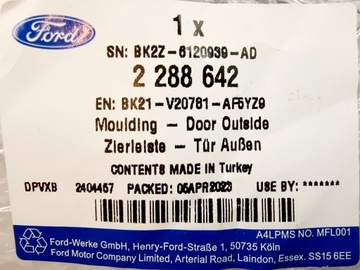 Ford
1 x
SN: BK2Z-6120939-AD
2 288 642
EN: BK21-V20781-AF5YZ9
Moulding - Door Outside
Zierleiste - Tür Außen
CONTENTS MADE IN Turkey
A4LPMS NO. MFL001
DPVXB 2404457 PACKED: 05APR2023 USE BY: *******
Ford-Werke GmbH, Henry-Ford-Straße 1, 50735 Köln
Ford Motor Company Limited, Arterial Road, Laindon, Essex. SS15 6EE